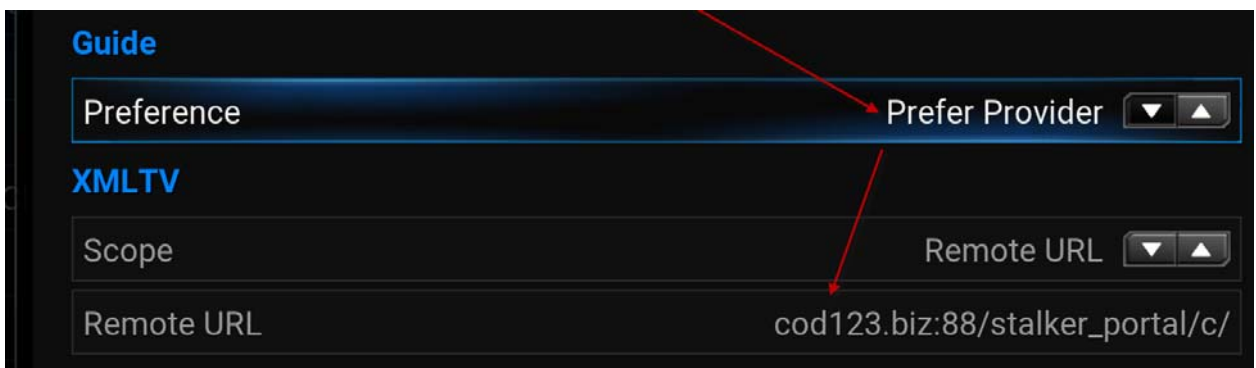 Guide
Preference Prefer Provider
XMLTV
Scope Remote URL
Remote URL cod123.biz:88/stalker_portal/c/